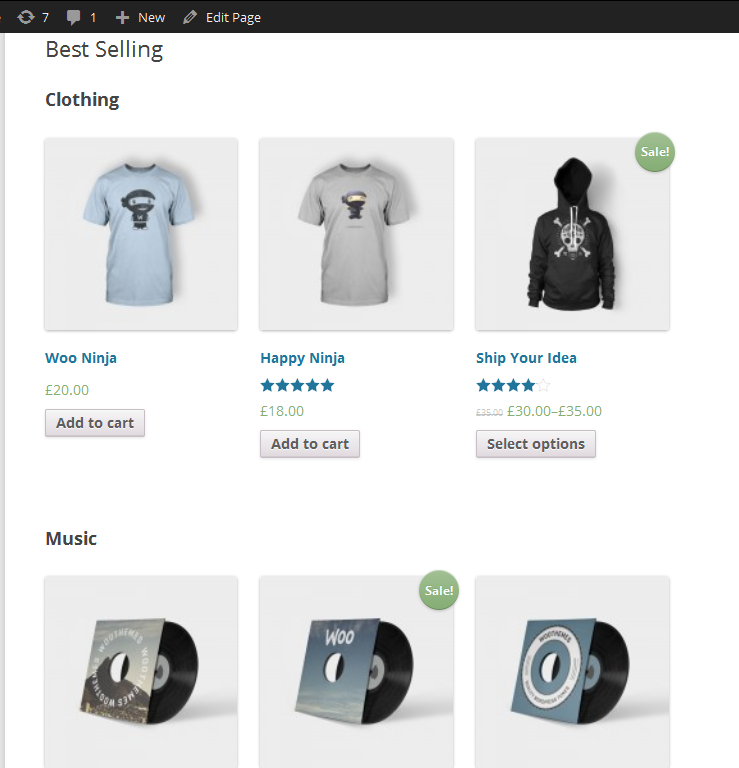 7 1 New Edit Page
Best Selling
Clothing
Sale!
Woo Ninja
£20.00
Add to cart
Happy Ninja
£18.00
Add to cart
Ship Your Idea
£35.00 £30.00–£35.00
Select options
Music
WOOTHEMES WOOTHEMES WOOTHEMES
Sale!
WOO
WOOTHEMES